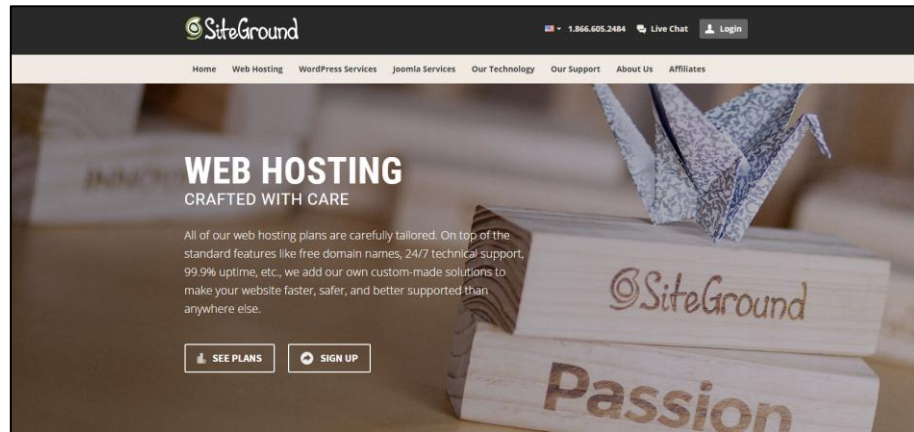 SiteGround
1.866.605.2484 Live Chat Login
Home Web Hosting WordPress Services Joomla Services Our Technology Our Support About Us Affiliates
WEB HOSTING
CRAFTED WITH CARE
All of our web hosting plans are carefully tailored. On top of the
standard features like free domain names, 24/7 technical support,
99.9% uptime, etc., we add our own custom-made solutions to
make your website faster, safer, and better supported than
anywhere else.
SEE PLANS SIGN UP
SiteGround
Passion